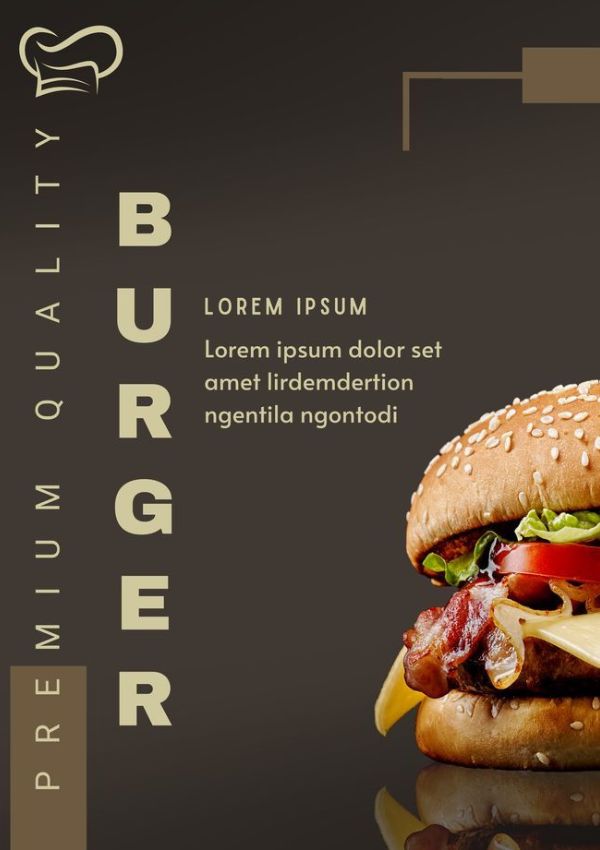 PREMIUM QUALITY
BURGER
LOREM IPSUM
Lorem ipsum dolor set
amet lirdemdertion
ngentila ngontodi